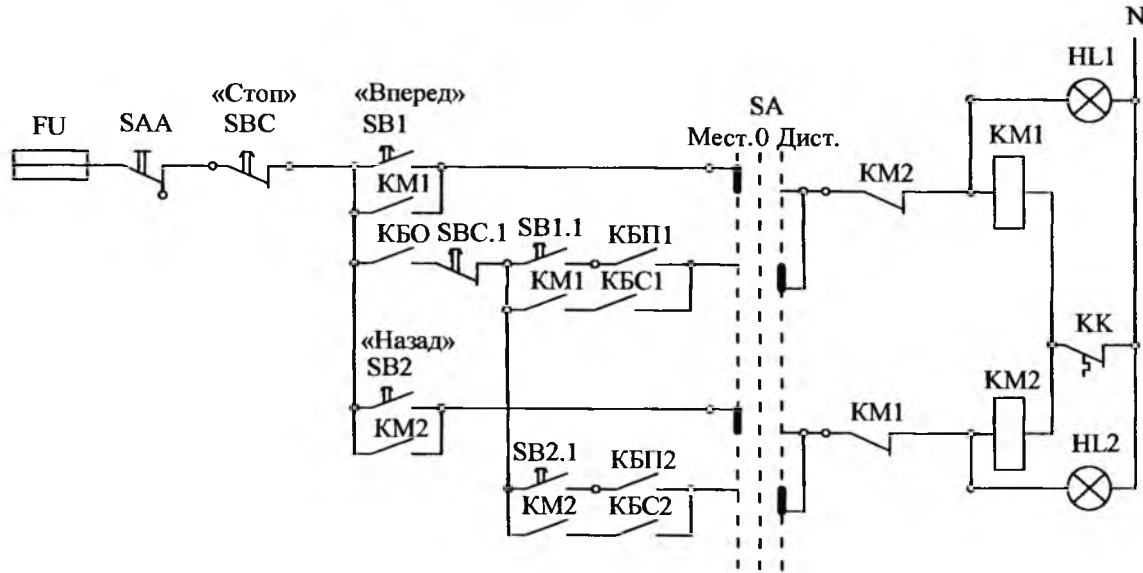 N
HL1
«Стоп»
«Вперед»
FU
SAA
SBC
SB1
SA
KM1
Мест. 0 Дист.
KM2
KM1
КБО
SBC.1
SB1.1
КБП1
KM1
КБС1
«Назад»
SB2
KK
KM2
KM1
KM2
SB2.1
КБП2
HL2
KM2
КБС2